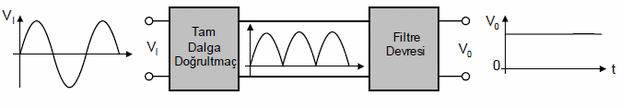 Vİ
Vİ
Tam
Dalga
Doğrultmaç
Filtre
Devresi
V₀
V₀
0
t